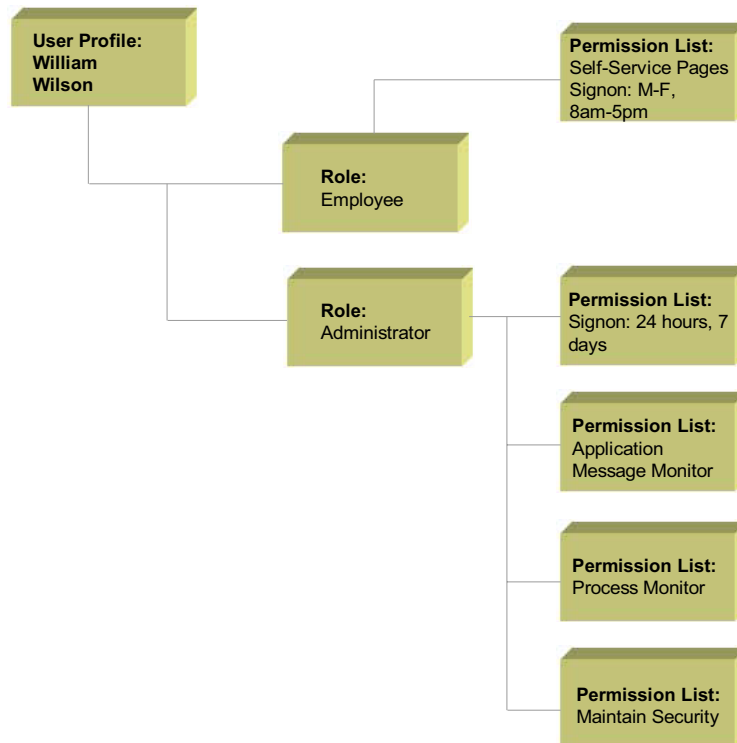 User Profile:
William
Wilson
Permission List:
Self-Service Pages
Signon: M-F,
8am-5pm
Role:
Employee
Role:
Administrator
Permission List:
Signon: 24 hours, 7
days
Permission List:
Application
Message Monitor
Permission List:
Process Monitor
Permission List:
Maintain Security